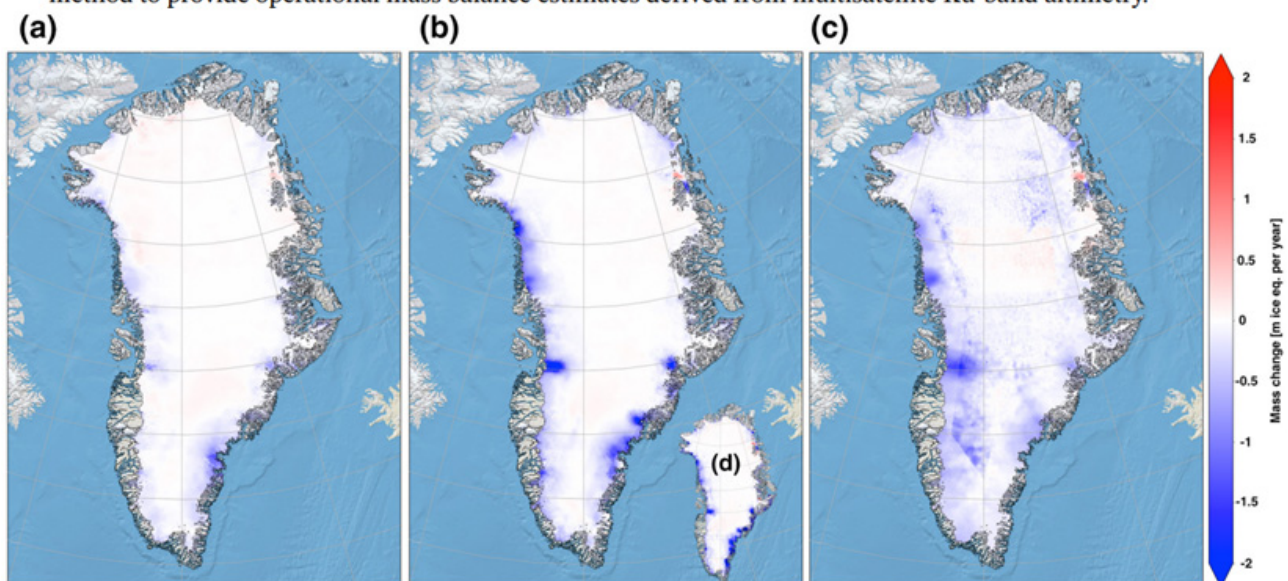 method to provide operational mass balance estimates derived from multisatellite Ku-band altimetry.
(a)
(b)
(c)
(d)
2
1.5
1
0.5
0
-0.5
-1
-1.5
-2
Mass change [m ice eq. per year]